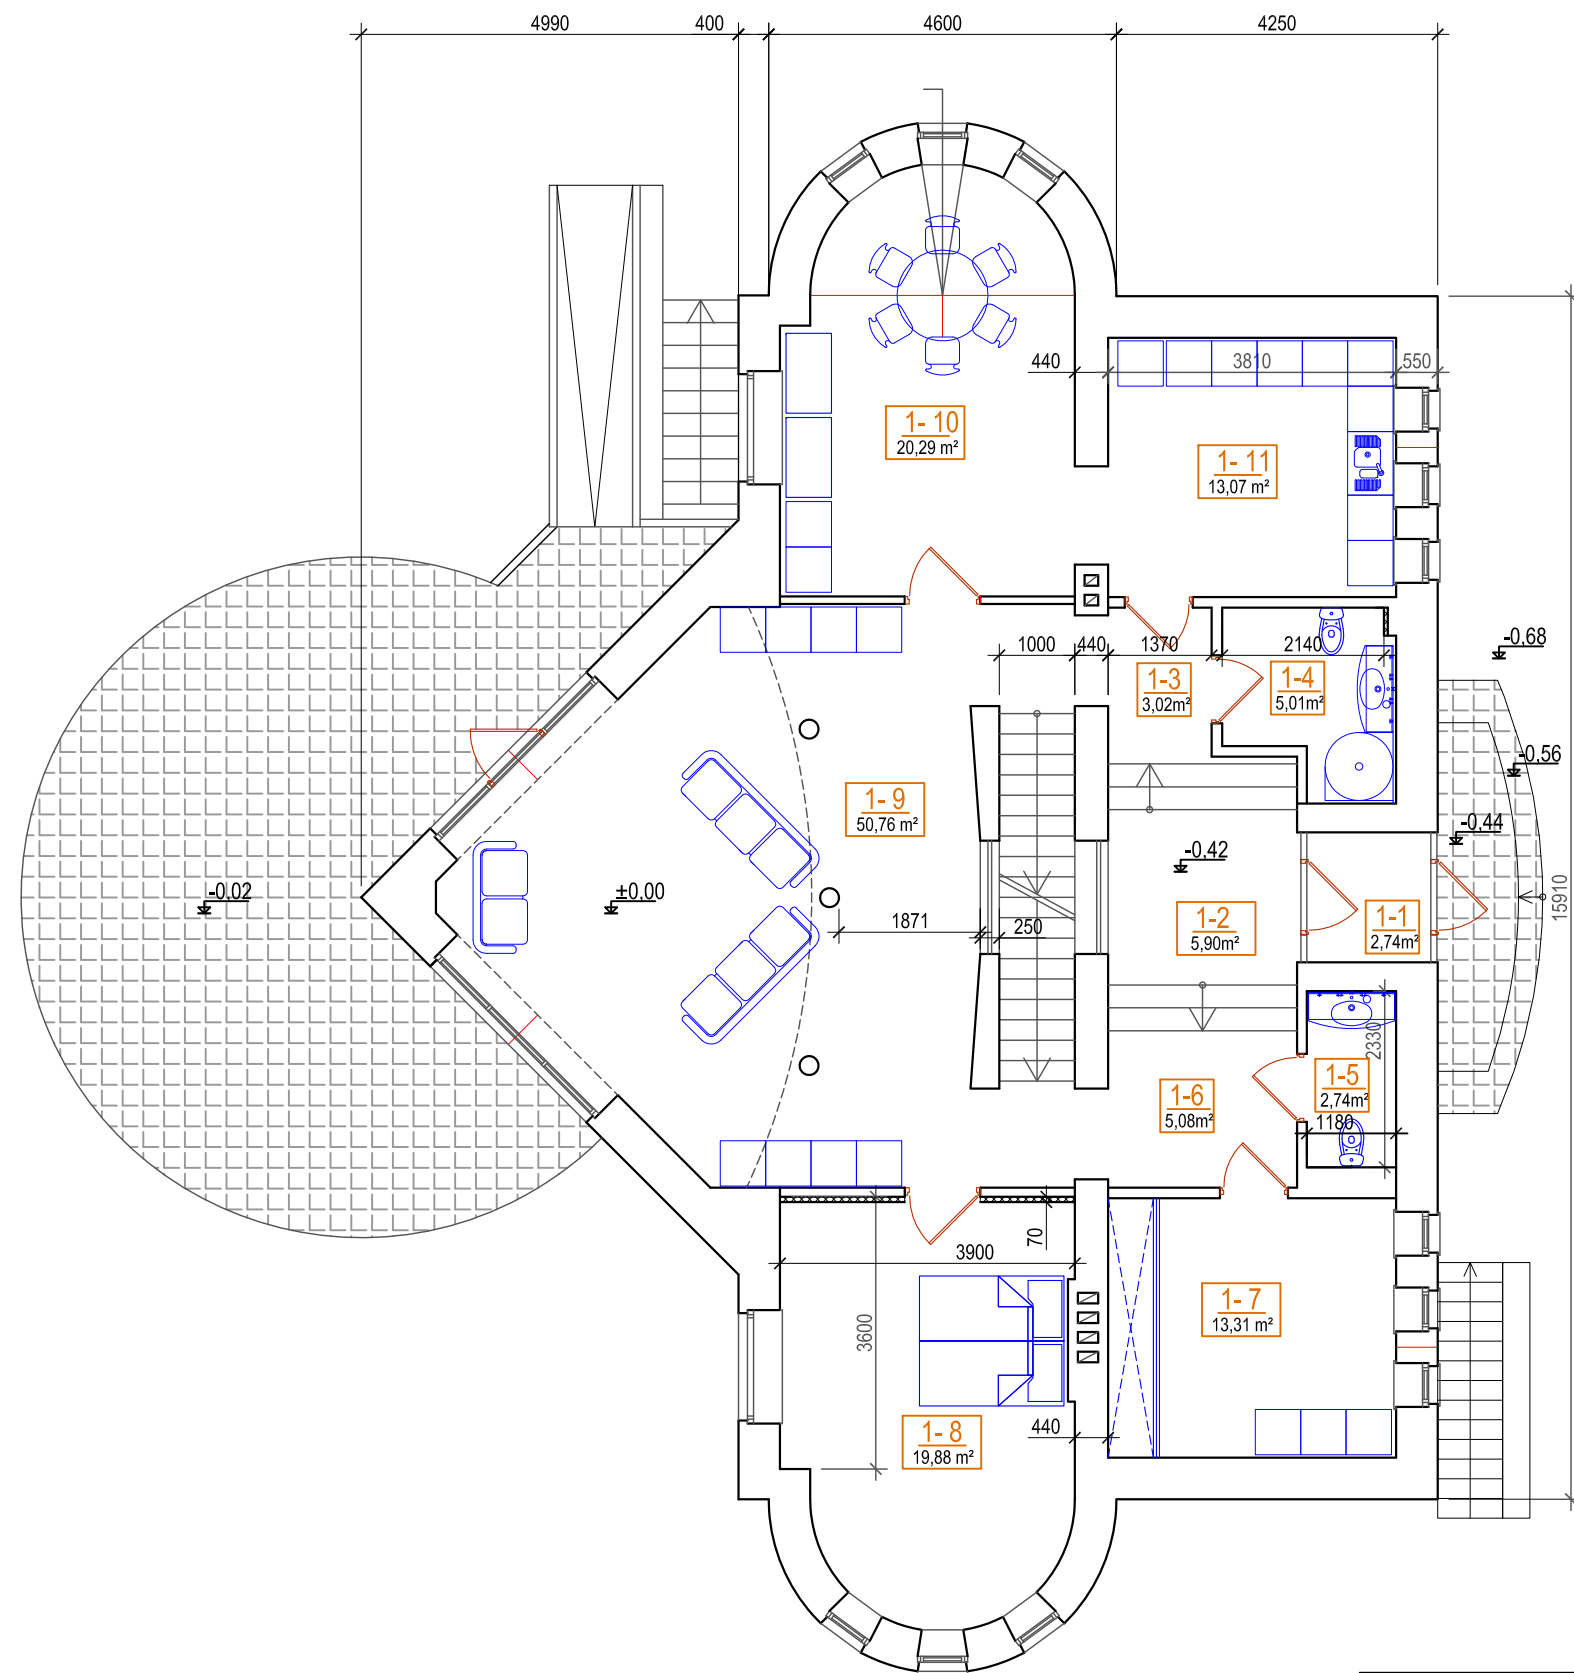 4990 400 4600 4250
440 3810 550
1- 10
20,29 m²
1- 11
13,07 m²
1000 440 1370 2140
-0,68
1-3
3,02m²
1-4
5,01m²
-0,56
1- 9
50,76 m²
-0,44
-0,42
-0,02
±0,00
15910
1871 250
1-2
5,90m²
1-1
2,74m²
2330
1-5
2,74m²
1-6
5,08m²
1180
70
3900
3600
1- 7
13,31 m²
1- 8
19,88 m²
440